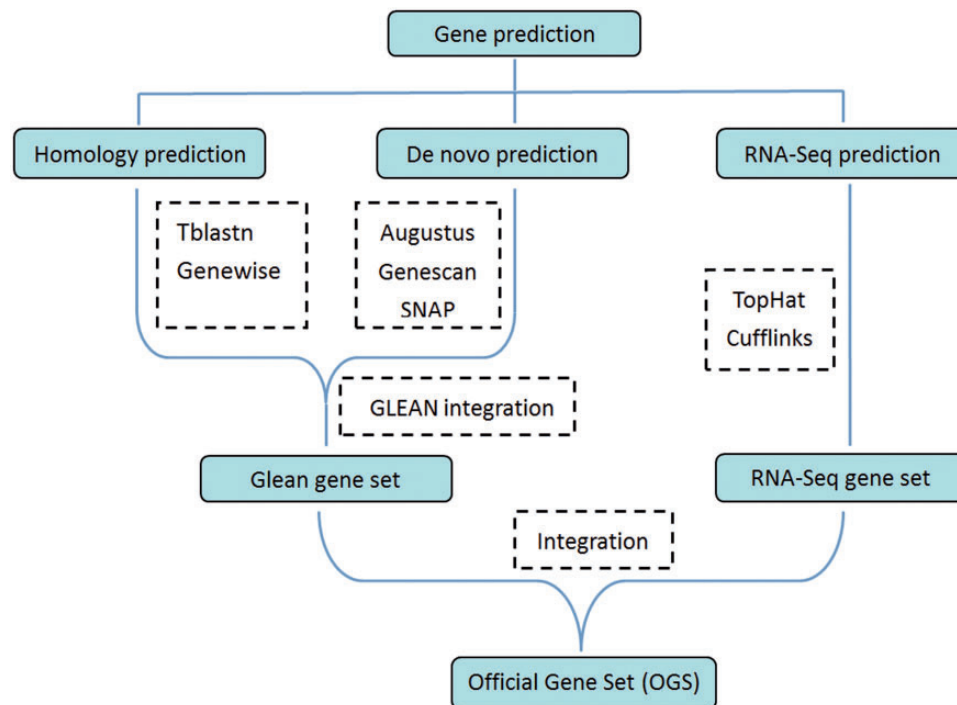 Gene prediction
Homology prediction
De novo prediction
RNA-Seq prediction
Tblastn
Genewise
Augustus
Genescan
SNAP
TopHat
Cufflinks
GLEAN integration
Glean gene set
RNA-Seq gene set
Integration
Official Gene Set (OGS)